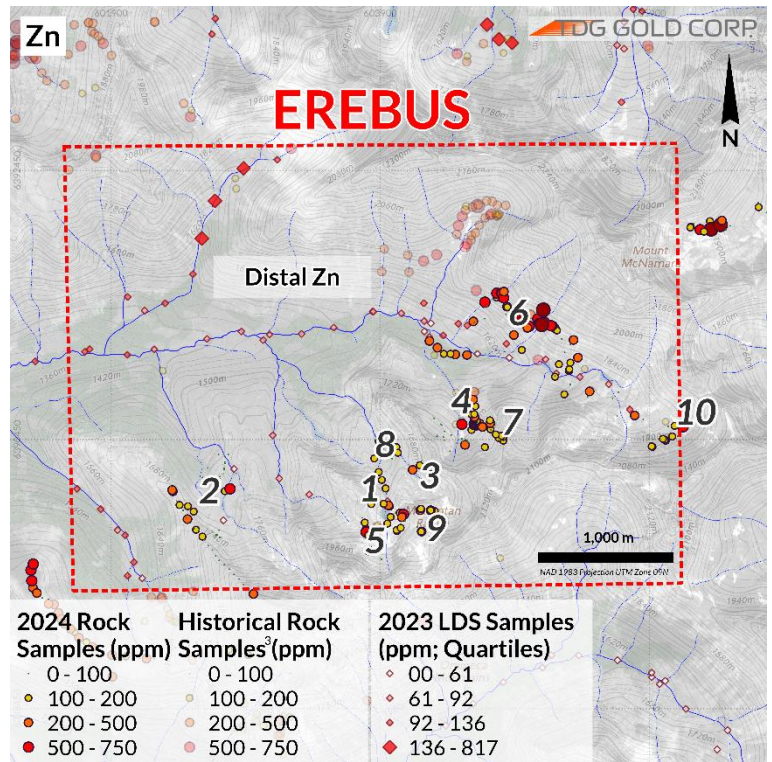 Zn
603900
TDG GOLD CORP.
EREBUS
N
Mount
McNamar
Distal Zn
6
4
7
10
8
3
2
1
5
9
1,000 m
NAD 1983 Projection UTM Zone 09N
2024 Rock
Samples (ppm)
0 - 100
100 - 200
200 - 500
500 - 750
Historical Rock
Samples³(ppm)
0 - 100
100 - 200
200 - 500
500 - 750
2023 LDS Samples
(ppm; Quartiles)
00 - 61
61 - 92
92 - 136
136 - 817